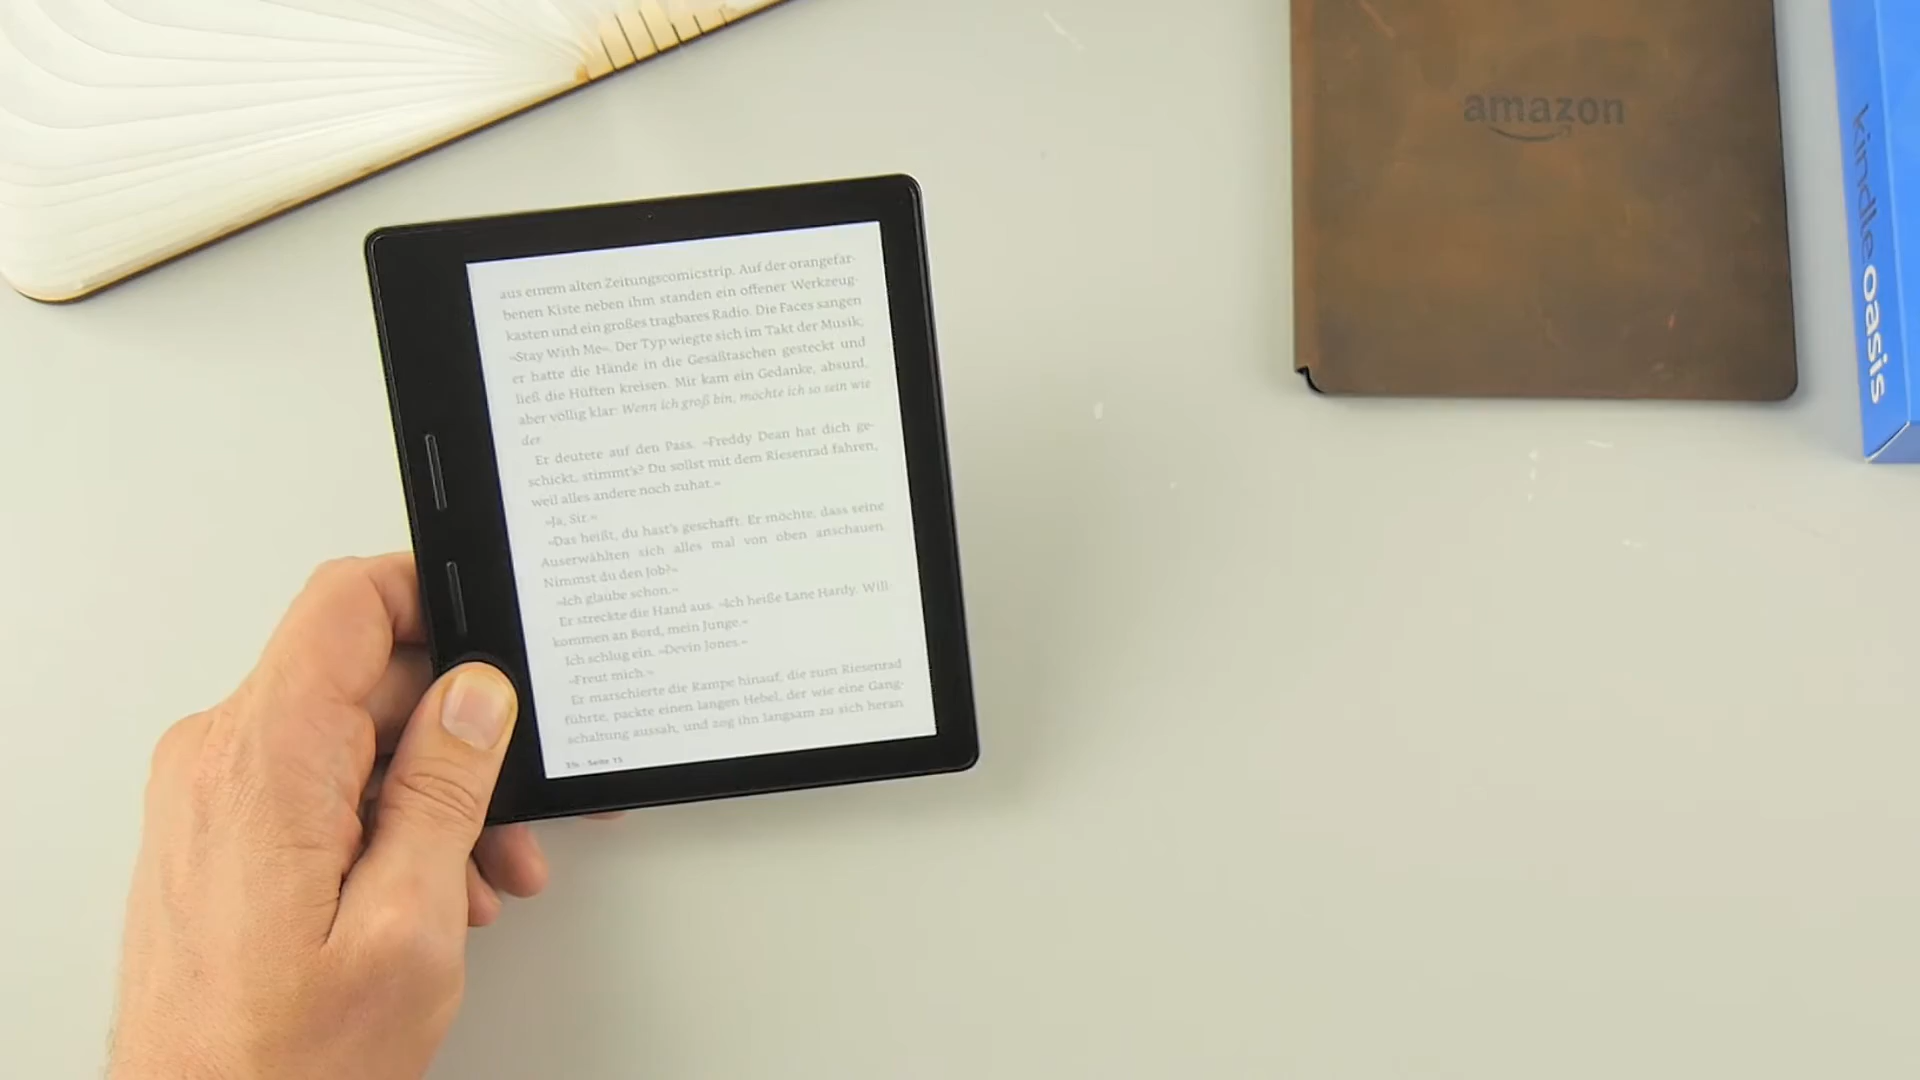 aus einem alten Zeitungscomicstrip. Auf der orangefar-
benen Kiste neben ihm standen ein offener Werkzeug-
kasten und ein großes tragbares Radio. Die Faces sangen
»Stay With Me«. Der Typ wiegte sich im Takt der Musik;
er hatte die Hände in die Gesäßtaschen gesteckt und
ließ die Hüften kreisen. Mir kam ein Gedanke, absurd,
aber völlig klar: Wenn ich groß bin, möchte ich so sein wie
der.
Er deutete auf den Pass. »Freddy Dean hat dich ge-
schickt, stimmt's? Du sollst mit dem Riesenrad fahren,
weil alles andere noch zuhat.«
»Ja, Sir.«
»Das heißt, du hast's geschafft. Er möchte, dass seine
Auserwählten sich alles mal von oben anschauen.
Nimmst du den Job?«
»Ich glaube schon.«
Er streckte die Hand aus. »Ich heiße Lane Hardy. Will-
kommen an Bord, mein Junge.«
Ich schlug ein. »Devin Jones.«
»Freut mich.«
Er marschierte die Rampe hinauf, die zum Riesenrad
führte, packte einen langen Hebel, der wie eine Gang-
schaltung aussah, und zog ihn langsam zu sich heran
Seite 15
amazon
kindle oasis